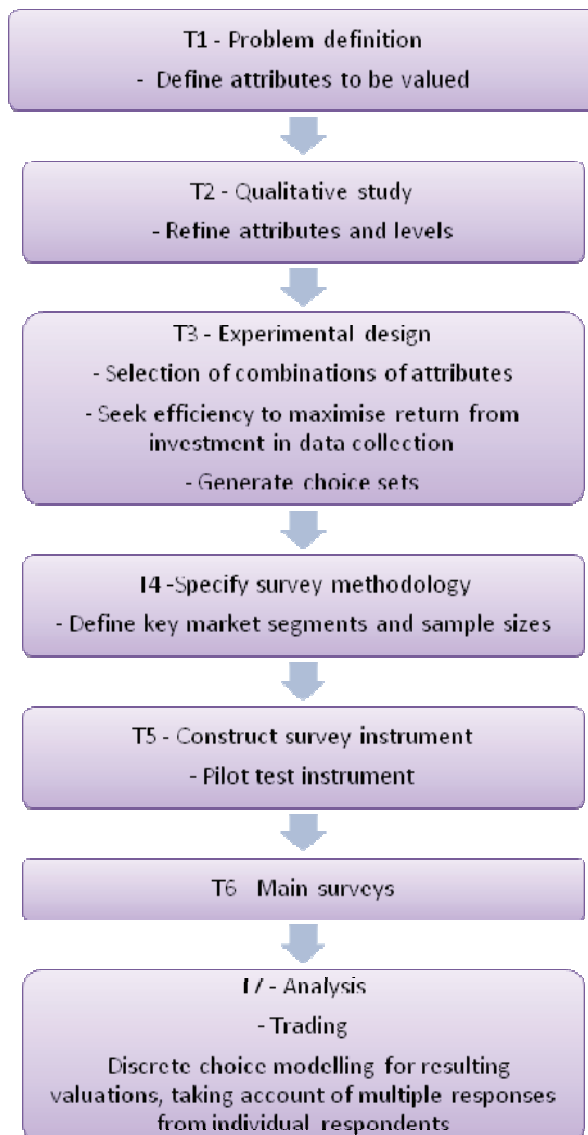 T1 - Problem definition
- Define attributes to be valued
T2 - Qualitative study
- Refine attributes and levels
T3 - Experimental design
- Selection of combinations of attributes
- Seek efficiency to maximise return from
investment in data collection
- Generate choice sets
T4 -Specify survey methodology
- Define key market segments and sample sizes
T5 - Construct survey instrument
- Pilot test instrument
T6 Main surveys
T7 - Analysis
- Trading
Discrete choice modelling for resulting
valuations, taking account of multiple responses
from individual respondents